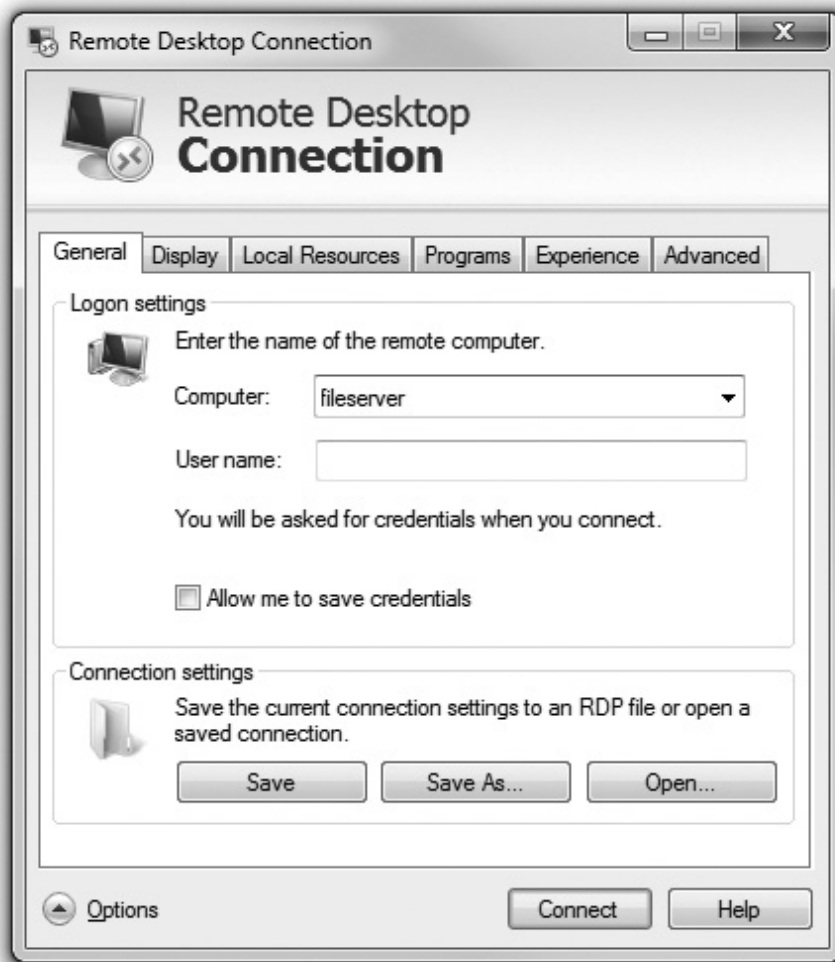 Remote Desktop Connection
Remote Desktop
Connection
General Display Local Resources Programs Experience Advanced
Logon settings
Enter the name of the remote computer.
Computer: fileserver
User name:
You will be asked for credentials when you connect.
Allow me to save credentials
Connection settings
Save the current connection settings to an RDP file or open a
saved connection.
Save Save As... Open...
Options Connect Help